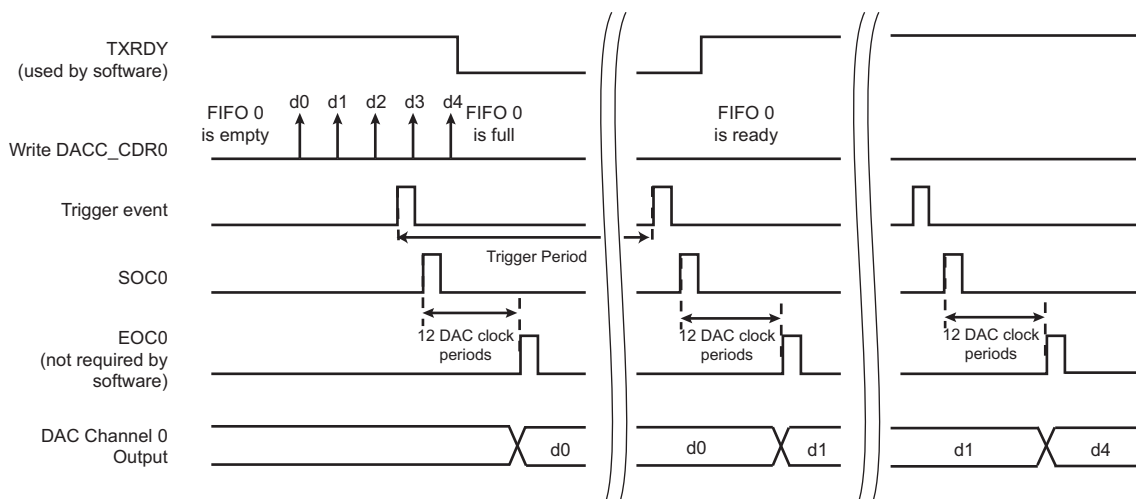 TXRDY
(used by software)
FIFO 0
is empty
d0
d1
d2
d3
d4
FIFO 0
is full
FIFO 0
is ready
Write DACC_CDR0
Trigger event
Trigger Period
SOC0
12 DAC clock
periods
12 DAC clock
periods
12 DAC clock
periods
EOC0
(not required by
software)
DAC Channel 0
Output
d0
d0
d1
d1
d4